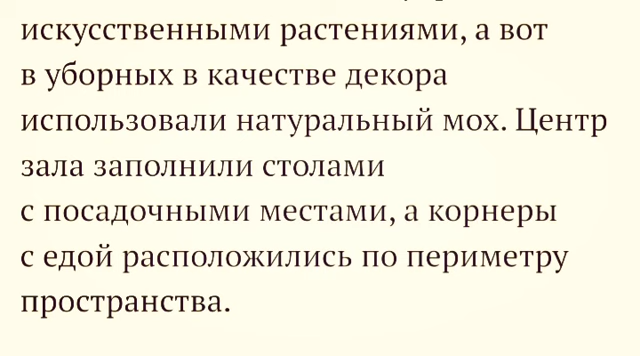 искусственными растениями, а вот
в уборных в качестве декора
использовали натуральный мох. Центр
зала заполнили столами
с посадочными местами, а корнеры
с едой расположились по периметру
пространства.